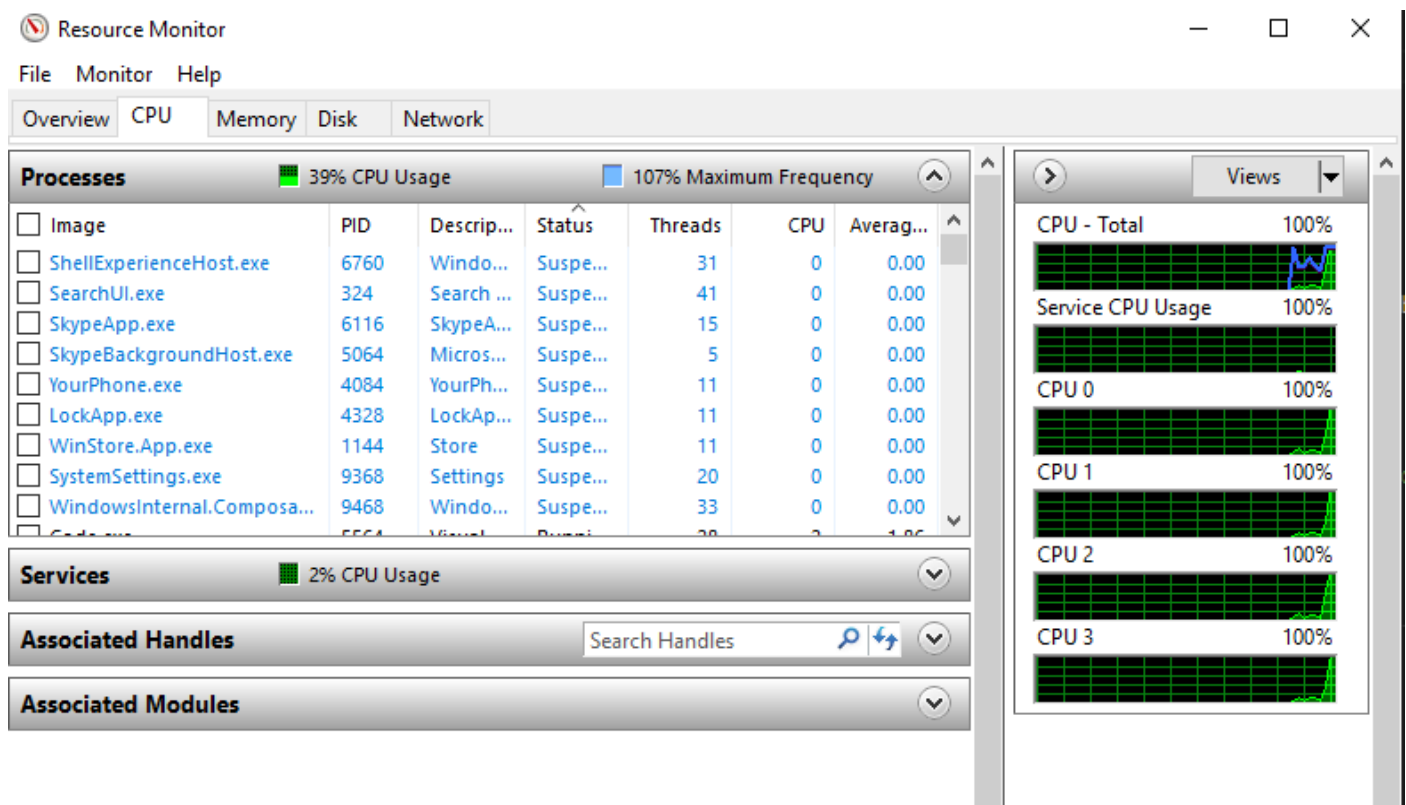 Resource Monitor
File Monitor Help
Overview CPU Memory Disk Network
Processes 39% CPU Usage 107% Maximum Frequency
Image PID Descrip... Status Threads CPU Averag...
ShellExperienceHost.exe 6760 Windo... Suspe... 31 0 0.00
SearchUI.exe 324 Search ... Suspe... 41 0 0.00
SkypeApp.exe 6116 SkypeA... Suspe... 15 0 0.00
SkypeBackgroundHost.exe 5064 Micros... Suspe... 5 0 0.00
YourPhone.exe 4084 YourPh... Suspe... 11 0 0.00
LockApp.exe 4328 LockAp... Suspe... 11 0 0.00
WinStore.App.exe 1144 Store Suspe... 11 0 0.00
SystemSettings.exe 9368 Settings Suspe... 20 0 0.00
WindowsInternal.Composa... 9468 Windo... Suspe... 33 0 0.00
Services 2% CPU Usage
Associated Handles Search Handles
Associated Modules
Views
CPU - Total 100%
Service CPU Usage 100%
CPU 0 100%
CPU 1 100%
CPU 2 100%
CPU 3 100%